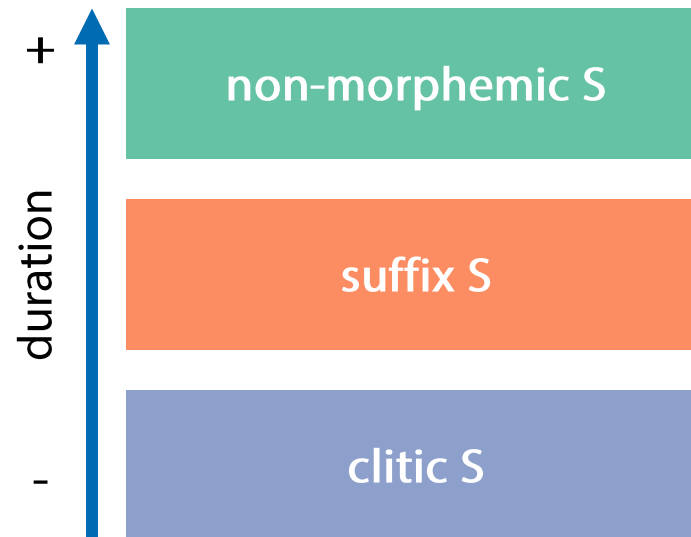 +
non-morphemic S
duration
suffix S
-
clitic S